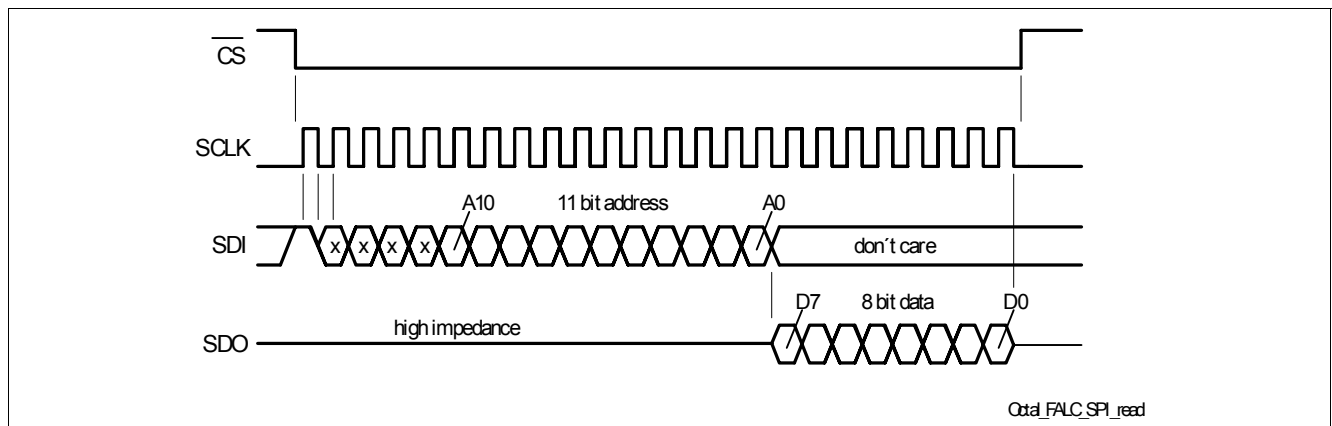 CS
SCLK
A10 11 bit address A0
SDI x x x x don´t care
D7 8 bit data D0
high impedance
SDO
Octal_FALC_SPI_read